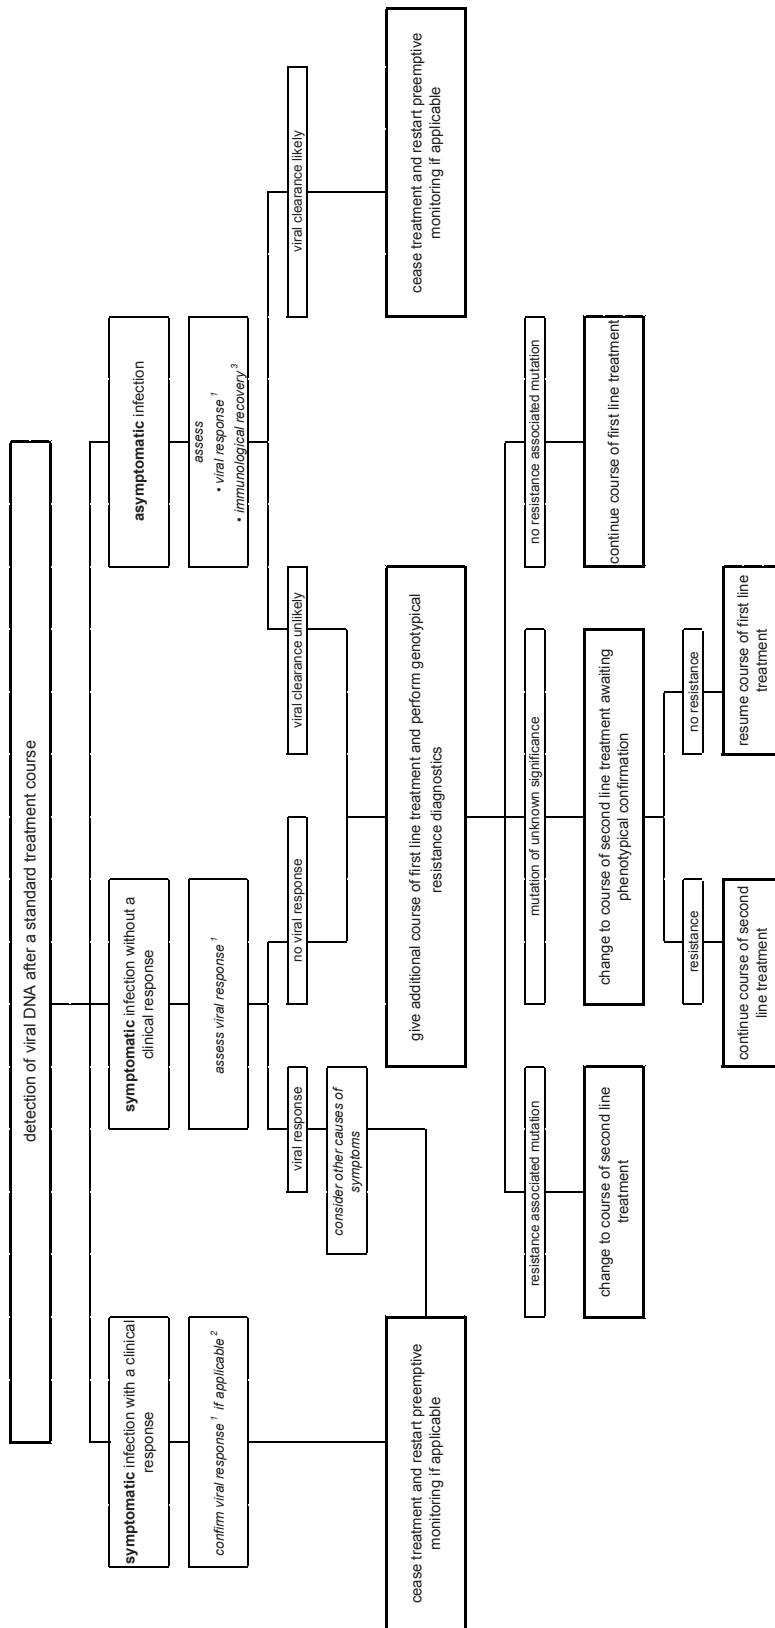 detection of viral DNA after a standard treatment course
symptomatic infection with a clinical
response
symptomatic infection without a
clinical response
asymptomatic infection
confirm viral response 1 if applicable 2
assess viral response 1
assess
• viral response 1
• immunological recovery 3
viral response
no viral response
viral clearance unlikely
viral clearance likely
consider other causes of
symptoms
cease treatment and restart preemptive
monitoring if applicable
give additional course of first line treatment and perform genotypical
resistance diagnostics
cease treatment and restart preemptive
monitoring if applicable
resistance associated mutation
mutation of unknown significance
no resistance associated mutation
change to course of second line
treatment
change to course of second line treatment awaiting
phenotypical confirmation
continue course of first line treatment
resistance
no resistance
continue course of second
line treatment
resume course of first line
treatment